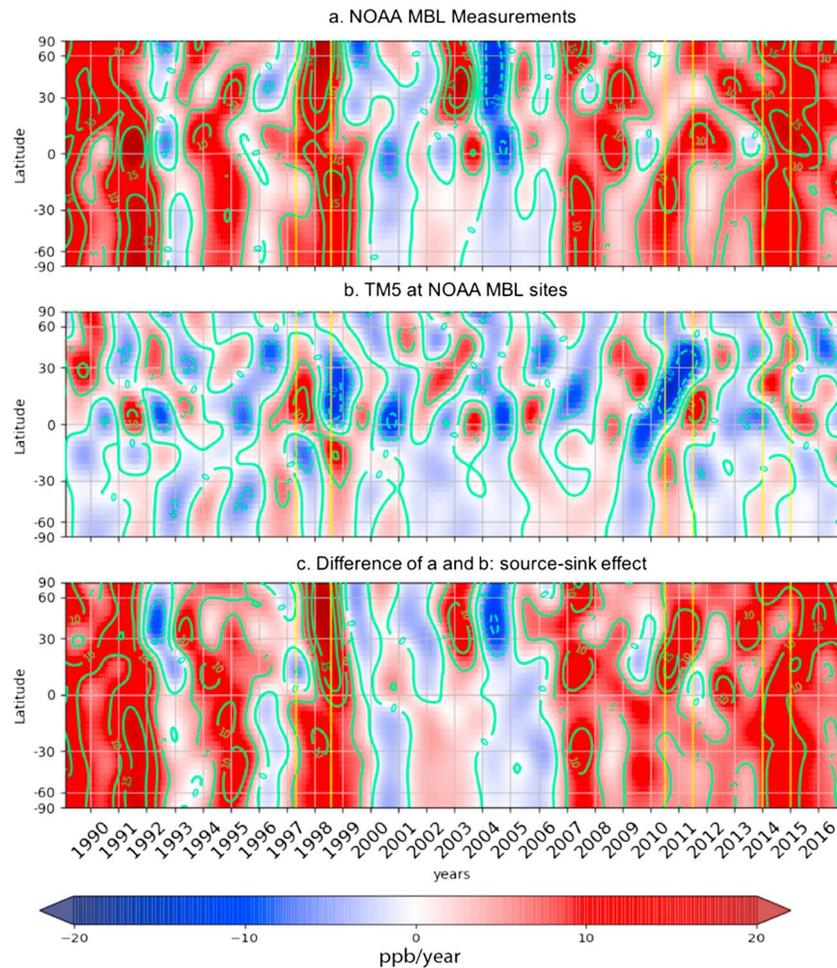 a. NOAA MBL Measurements
90
60
30
0
-30
-60
-90
Latitude
b. TM5 at NOAA MBL sites
90
60
30
0
-30
-60
-90
Latitude
c. Difference of a and b: source-sink effect
90
60
30
0
-30
-60
-90
Latitude
1990 1991 1992 1993 1994 1995 1996 1997 1998 1999 2000 2001 2002 2003 2004 2005 2006 2007 2008 2009 2010 2011 2012 2013 2014 2015 2016
years
−20 −10 0 10 20
ppb/year